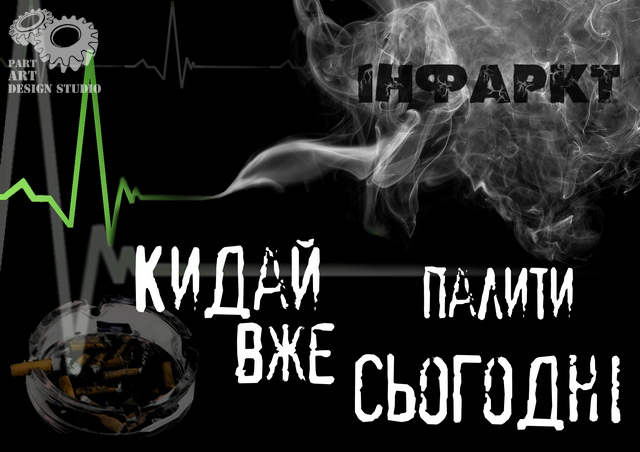 PART
ART
DESIGN STUDIO
ІНФАРКТ
КИДАЙ ПАЛИТИ
ВЖЕ СЬОГОДНІ